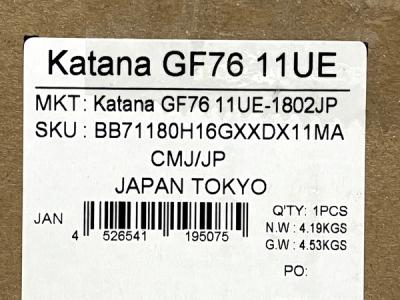 Katana GF76 11UE
MKT: Katana GF76 11UE-1802JP
SKU : BB71180H16GXXDX11MA
CMJ/JP
JAPAN TOKYO
JAN
4 526541 195075
Q'TY: 1PCS
N.W : 4.19KGS
G.W : 4.53KGS
PO: